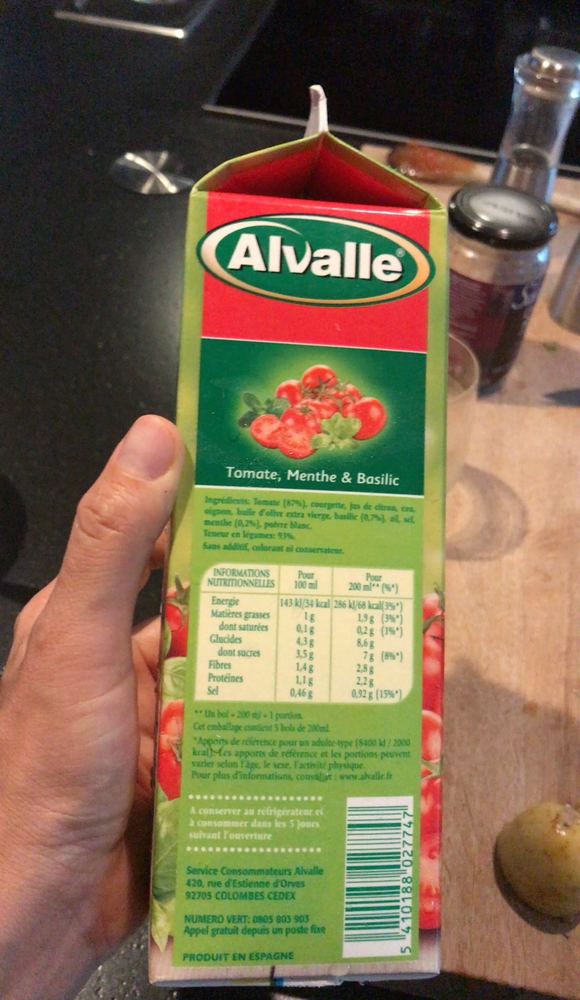 Alvalle®
Tomate, Menthe & Basilic
Ingrédients: Tomate (87%), courgette, jus de citron, eau,
oignon, huile d'olive extra vierge, basilic (0,7%), ail, sel,
menthe (0,2%), poivre blanc.
Teneur en légumes: 93%.
Sans additif, colorant ni conservateur.
INFORMATIONS NUTRITIONNELLES Pour 100 ml Pour 200 ml** (%*)
Energie 143 kJ/34 kcal 286 kJ/68 kcal(3%*)
Matières grasses 1 g 1,9 g (3%*)
dont saturées 0,1 g 0,2 g (1%*)
Glucides 4,3 g 8,6 g
dont sucres 3,5 g 7 g (8%*)
Fibres 1,4 g 2,8 g
Protéines 1,1 g 2,2 g
Sel 0,46 g 0,92 g (15%*)
** Un bol = 200 ml = 1 portion.
Cet emballage contient 5 bols de 200ml.
*Apports de référence pour un adulte-type (8400 kJ / 2000
kcal). Les apports de référence et les portions peuvent
varier selon l'âge, le sexe, l'activité physique.
Pour plus d'informations, consulter : www.alvalle.fr
A conserver au réfrigérateur et
à consommer dans les 5 jours
suivant l'ouverture
Service Consommateurs Alvalle
420, rue d'Estienne d'Orves
92705 COLOMBES CEDEX
NUMERO VERT: 0805 803 903
Appel gratuit depuis un poste fixe
PRODUIT EN ESPAGNE
5 410188 027747